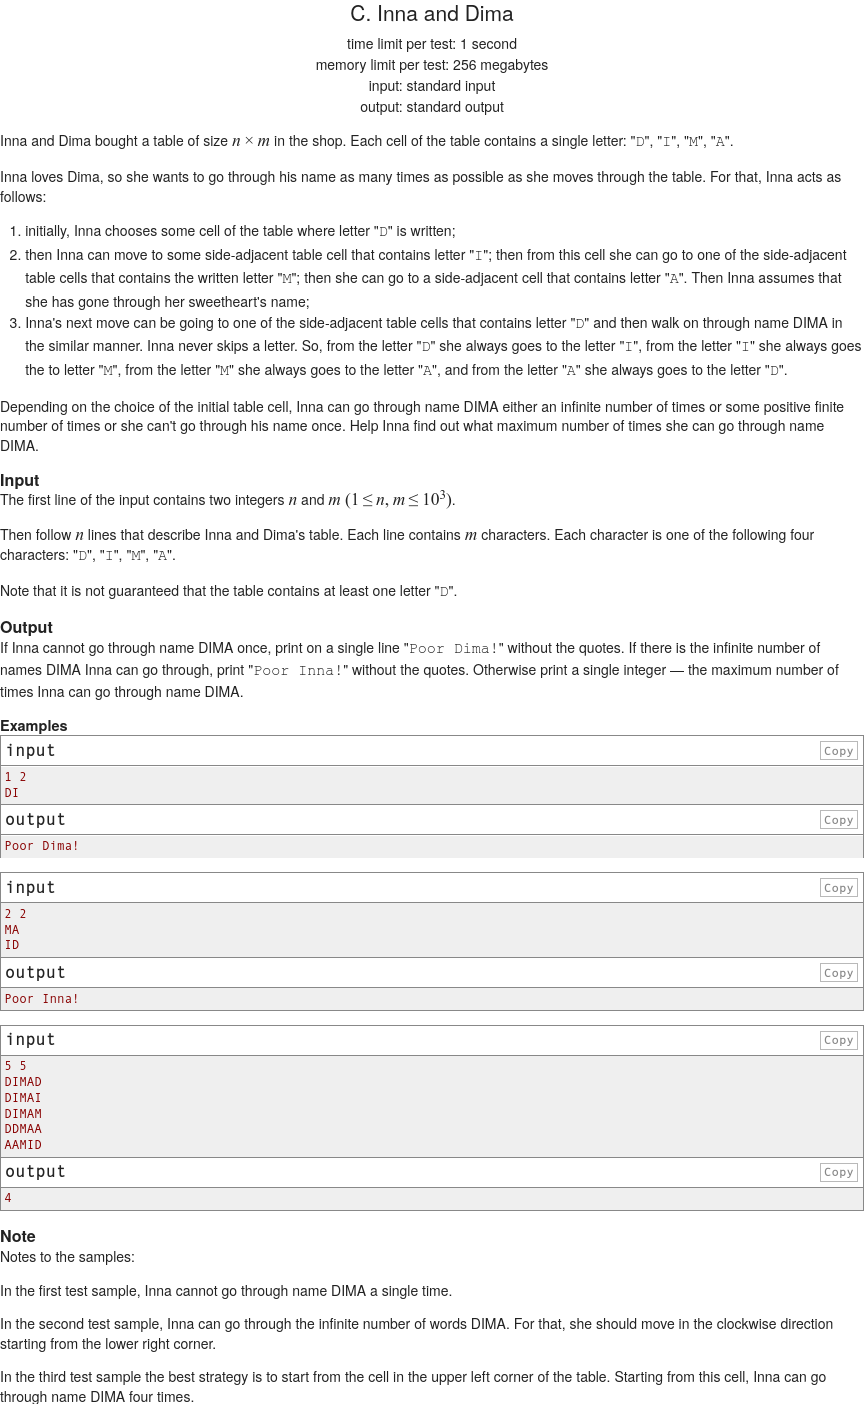 C. Inna and Dima
time limit per test: 1 second
memory limit per test: 256 megabytes
input: standard input
output: standard output
Inna and Dima bought a table of size n × m in the shop. Each cell of the table contains a single letter: "D", "I", "M", "A".
Inna loves Dima, so she wants to go through his name as many times as possible as she moves through the table. For that, Inna acts as
follows:
1. initially, Inna chooses some cell of the table where letter "D" is written;
2. then Inna can move to some side-adjacent table cell that contains letter "I"; then from this cell she can go to one of the side-adjacent
table cells that contains the written letter "M"; then she can go to a side-adjacent cell that contains letter "A". Then Inna assumes that
she has gone through her sweetheart's name;
3. Inna's next move can be going to one of the side-adjacent table cells that contains letter "D" and then walk on through name DIMA in
the similar manner. Inna never skips a letter. So, from the letter "D" she always goes to the letter "I", from the letter "I" she always goes
the to letter "M", from the letter "M" she always goes to the letter "A", and from the letter "A" she always goes to the letter "D".
Depending on the choice of the initial table cell, Inna can go through name DIMA either an infinite number of times or some positive finite
number of times or she can't go through his name once. Help Inna find out what maximum number of times she can go through name
DIMA.
Input
The first line of the input contains two integers n and m (1 ≤ n, m ≤ 10³).
Then follow n lines that describe Inna and Dima's table. Each line contains m characters. Each character is one of the following four
characters: "D", "I", "M", "A".
Note that it is not guaranteed that the table contains at least one letter "D".
Output
If Inna cannot go through name DIMA once, print on a single line "Poor Dima!" without the quotes. If there is the infinite number of
names DIMA Inna can go through, print "Poor Inna!" without the quotes. Otherwise print a single integer — the maximum number of
times Inna can go through name DIMA.
Examples
input Copy
1 2
DI
output Copy
Poor Dima!
input Copy
2 2
MA
ID
output Copy
Poor Inna!
input Copy
5 5
DIMAD
DIMAI
DIMAM
DDMAA
AAMID
output Copy
4
Note
Notes to the samples:
In the first test sample, Inna cannot go through name DIMA a single time.
In the second test sample, Inna can go through the infinite number of words DIMA. For that, she should move in the clockwise direction
starting from the lower right corner.
In the third test sample the best strategy is to start from the cell in the upper left corner of the table. Starting from this cell, Inna can go
through name DIMA four times.